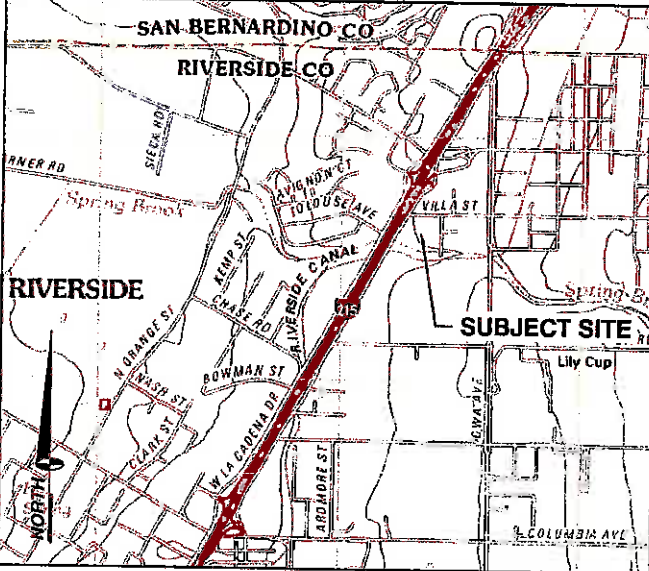 SAN BERNARDINO CO
RIVERSIDE CO
SIECK RD
RNER RD
AVIGNON CT
TOLOUSE AVE
VILLA ST
Spring Brook
KEMP ST
RIVERSIDE CANAL
RIVERSIDE
CHASE RD
215
Spring Br
SUBJECT SITE
N ORANGE ST
Lily Cup
BOWMAN ST
NASH ST
CLARK ST
W LA CADENA DR
IOWA AVE
ARDMORE ST
NORTH
COLUMBIA AVE